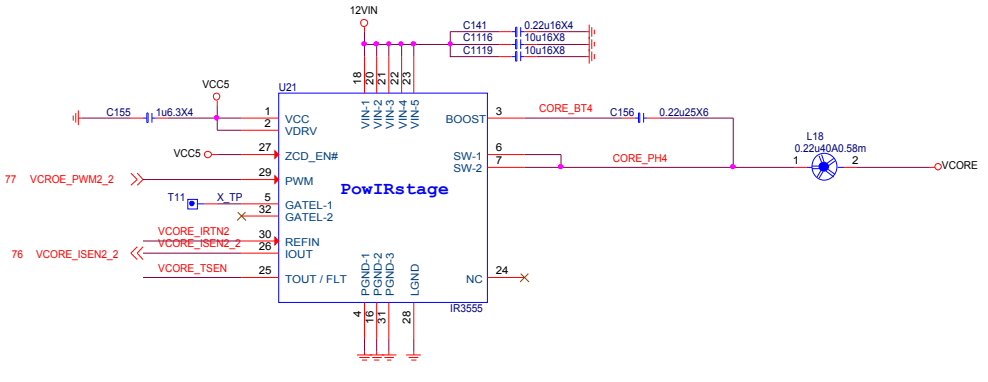 12VIN
C141 0.22u16X4
C1116 10u16X8
C1119 10u16X8
18 20 21 22 23
U21
VCC5
C155 1u6.3X4
1 VCC
2 VDRV
VIN-1 VIN-2 VIN-3 VIN-4 VIN-5
BOOST 3 CORE_BT4 C156 0.22u25X6
VCC5 27 ZCD_EN#
SW-1 6
SW-2 7 CORE_PH4
L18
0.22u40A0.58m
1 2 VCORE
77 VCROE_PWM2_2 29 PWM
PowIRstage
T11 X_TP 5 GATEL-1
32 GATEL-2
VCORE_IRTN2 30 REFIN
76 VCORE_ISEN2_2 VCORE_ISEN2_2 26 IOUT
VCORE_TSEN 25 TOUT / FLT
PGND-1 PGND-2 PGND-3 LGND
NC 24
IR3555
4 16 31 28